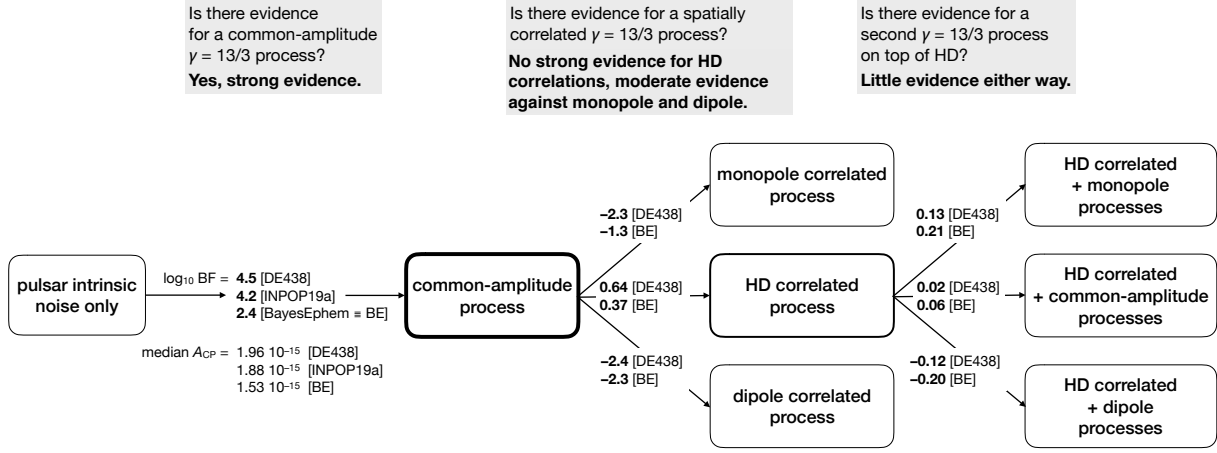 Is there evidence
for a common-amplitude
γ = 13/3 process?
Yes, strong evidence.
Is there evidence for a spatially
correlated γ = 13/3 process?
No strong evidence for HD
correlations, moderate evidence
against monopole and dipole.
Is there evidence for a
second γ = 13/3 process
on top of HD?
Little evidence either way.
pulsar intrinsic
noise only
log₁₀ BF = 4.5 [DE438]
4.2 [INPOP19a]
2.4 [BayesEphem ≡ BE]
median A_CP = 1.96 10⁻¹⁵ [DE438]
1.88 10⁻¹⁵ [INPOP19a]
1.53 10⁻¹⁵ [BE]
common-amplitude
process
−2.3 [DE438]
−1.3 [BE]
0.64 [DE438]
0.37 [BE]
−2.4 [DE438]
−2.3 [BE]
monopole correlated
process
HD correlated
process
dipole correlated
process
0.13 [DE438]
0.21 [BE]
0.02 [DE438]
0.06 [BE]
−0.12 [DE438]
−0.20 [BE]
HD correlated
+ monopole
processes
HD correlated
+ common-amplitude
processes
HD correlated
+ dipole
processes